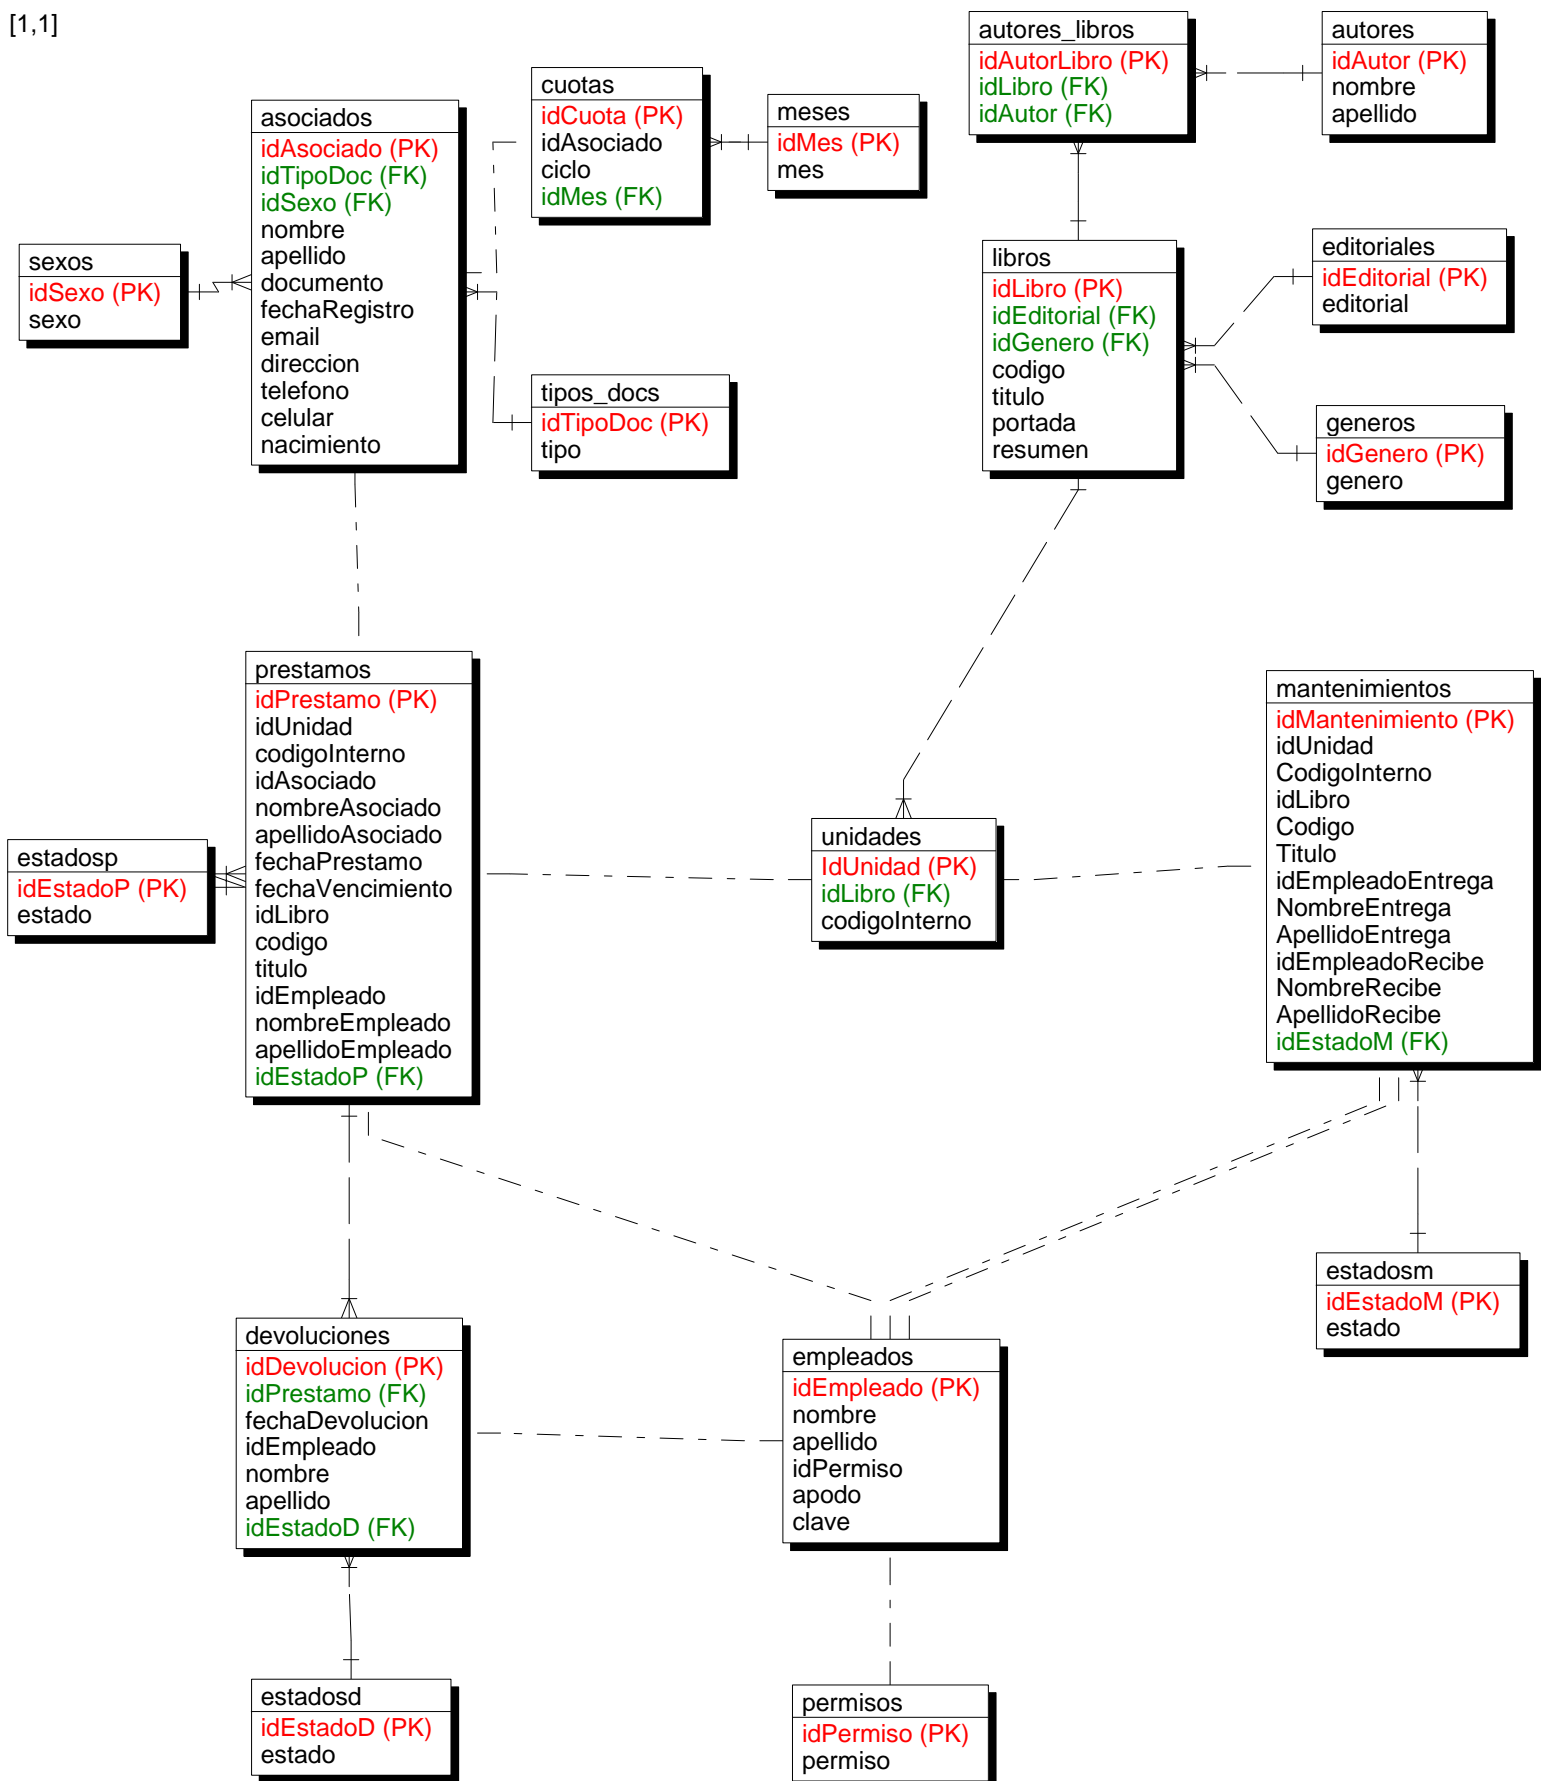 [1,1]
autores_libros
idAutorLibro (PK)
idLibro (FK)
idAutor (FK)
autores
idAutor (PK)
nombre
apellido
cuotas
idCuota (PK)
idAsociado
ciclo
idMes (FK)
meses
idMes (PK)
mes
asociados
idAsociado (PK)
idTipoDoc (FK)
idSexo (FK)
nombre
apellido
documento
fechaRegistro
email
direccion
telefono
celular
nacimiento
sexos
idSexo (PK)
sexo
tipos_docs
idTipoDoc (PK)
tipo
libros
idLibro (PK)
idEditorial (FK)
idGenero (FK)
codigo
titulo
portada
resumen
editoriales
idEditorial (PK)
editorial
generos
idGenero (PK)
genero
prestamos
idPrestamo (PK)
idUnidad
codigoInterno
idAsociado
nombreAsociado
apellidoAsociado
fechaPrestamo
fechaVencimiento
idLibro
codigo
titulo
idEmpleado
nombreEmpleado
apellidoEmpleado
idEstadoP (FK)
estadosp
idEstadoP (PK)
estado
unidades
IdUnidad (PK)
idLibro (FK)
codigoInterno
mantenimientos
idMantenimiento (PK)
idUnidad
CodigoInterno
idLibro
Codigo
Titulo
idEmpleadoEntrega
NombreEntrega
ApellidoEntrega
idEmpleadoRecibe
NombreRecibe
ApellidoRecibe
idEstadoM (FK)
estadosm
idEstadoM (PK)
estado
devoluciones
idDevolucion (PK)
idPrestamo (FK)
fechaDevolucion
idEmpleado
nombre
apellido
idEstadoD (FK)
empleados
idEmpleado (PK)
nombre
apellido
idPermiso
apodo
clave
estadosd
idEstadoD (PK)
estado
permisos
idPermiso (PK)
permiso